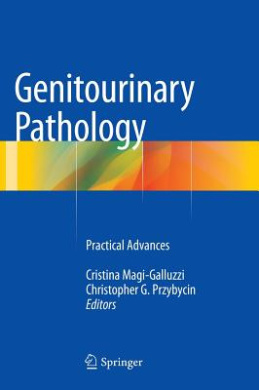 Genitourinary
Pathology
Practical Advances
Cristina Magi-Galluzzi
Christopher G. Przybycin
Editors
Springer